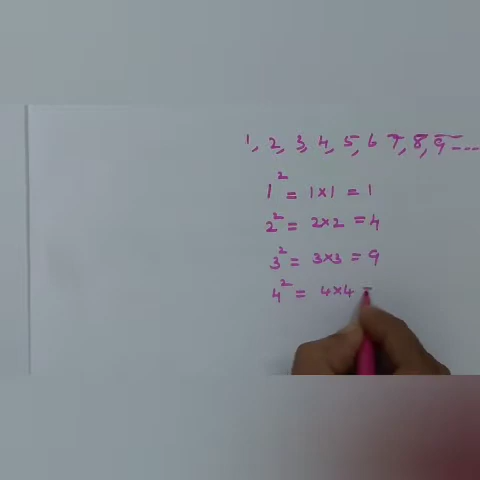 1, 2, 3, 4, 5, 6 7, 8, 9 -----
1² = 1×1 = 1
2² = 2×2 = 4
3² = 3×3 = 9
4² = 4×4 =